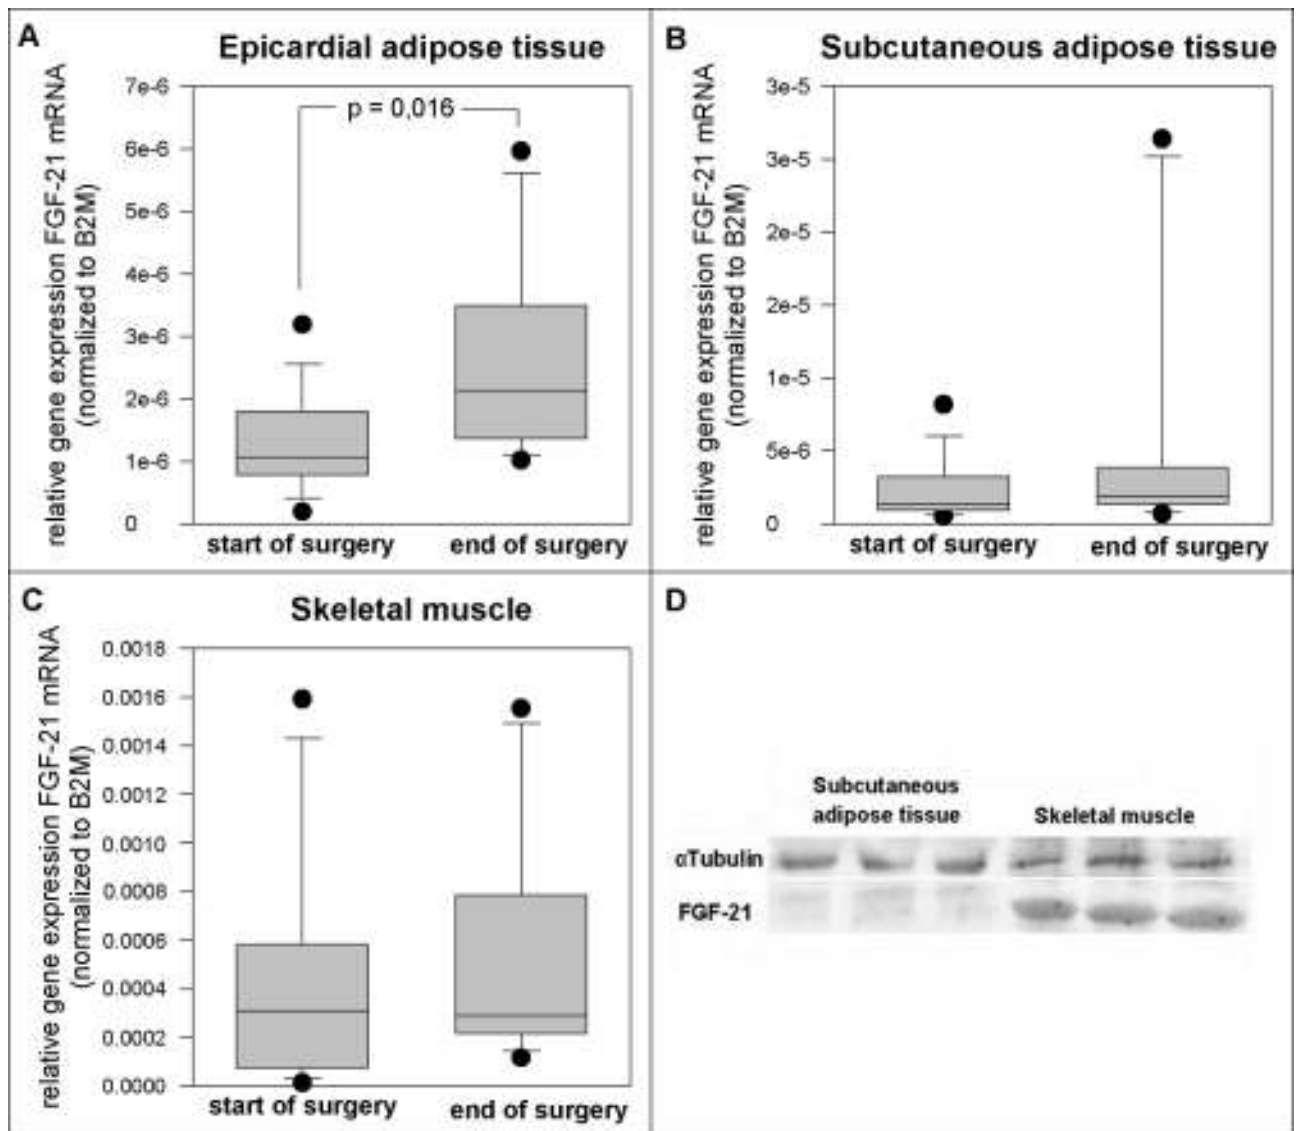 A
Epicardial adipose tissue
relative gene expression FGF-21 mRNA
(normalized to B2M)
7e-6
6e-6
5e-6
4e-6
3e-6
2e-6
1e-6
0
p = 0,016
start of surgery
end of surgery
B
Subcutaneous adipose tissue
relative gene expression FGF-21 mRNA
(normalized to B2M)
3e-5
3e-5
2e-5
2e-5
1e-5
5e-6
0
start of surgery
end of surgery
C
Skeletal muscle
relative gene expression FGF-21 mRNA
(normalized to B2M)
0.0018
0.0016
0.0014
0.0012
0.0010
0.0008
0.0006
0.0004
0.0002
0.0000
start of surgery
end of surgery
D
Subcutaneous
adipose tissue
Skeletal muscle
αTubulin
FGF-21